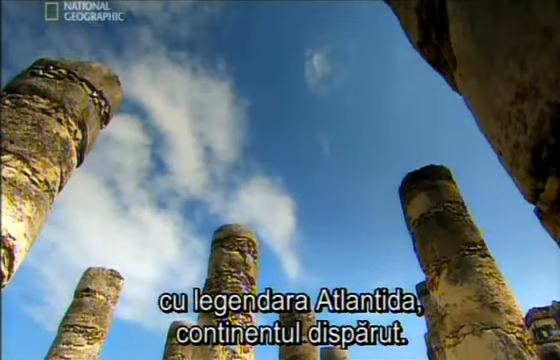 NATIONAL
GEOGRAPHIC
cu legendara Atlantida,
continentul dispărut.